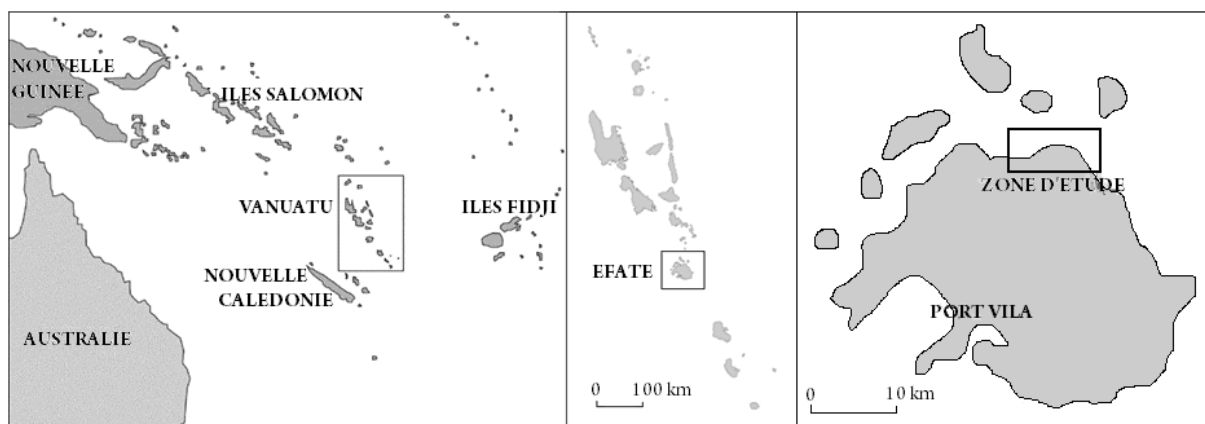 NOUVELLE
GUINEE
ILES SALOMON
VANUATU
ILES FIDJI
NOUVELLE
CALEDONIE
AUSTRALIE
EFATE
0 100 km
ZONE D'ETUDE
PORT VILA
0 10 km